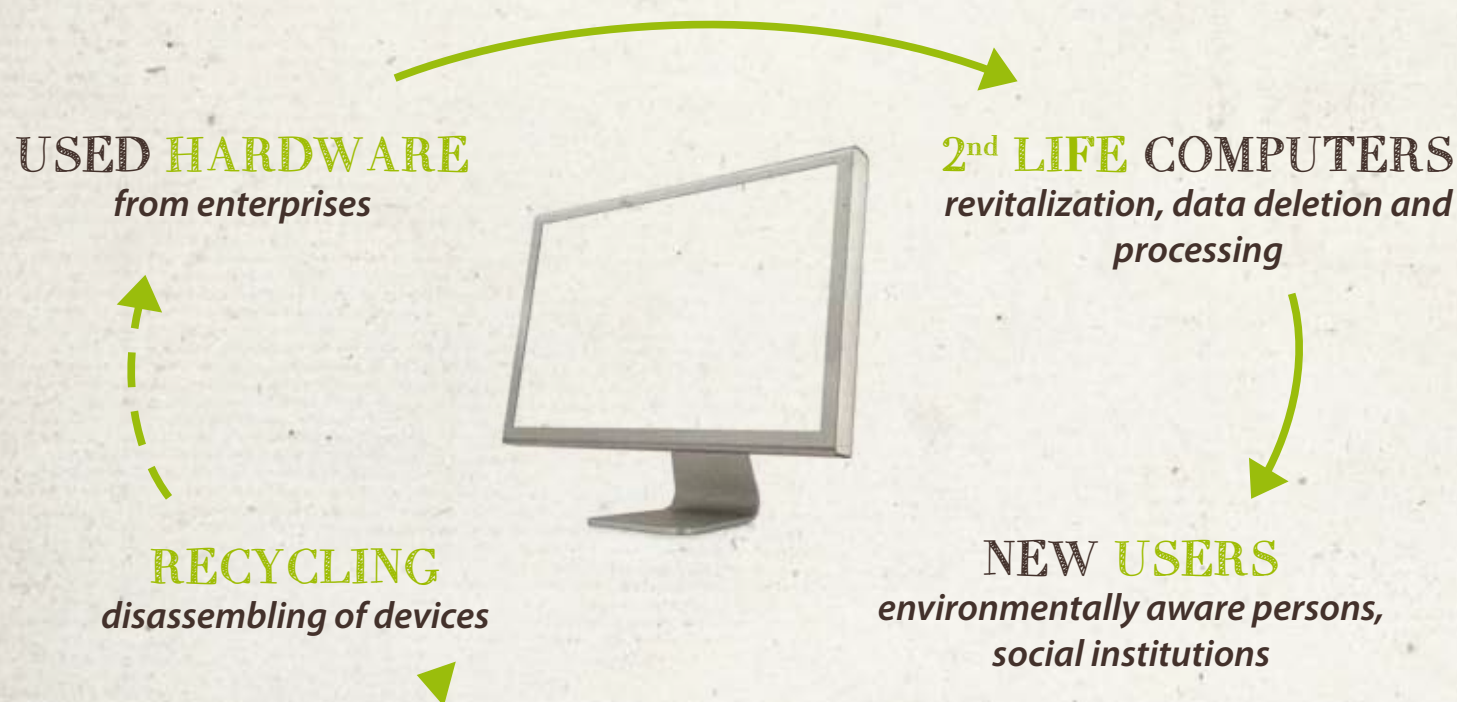 USED HARDWARE
from enterprises
2nd LIFE COMPUTERS
revitalization, data deletion and
processing
RECYCLING
disassembling of devices
NEW USERS
environmentally aware persons,
social institutions